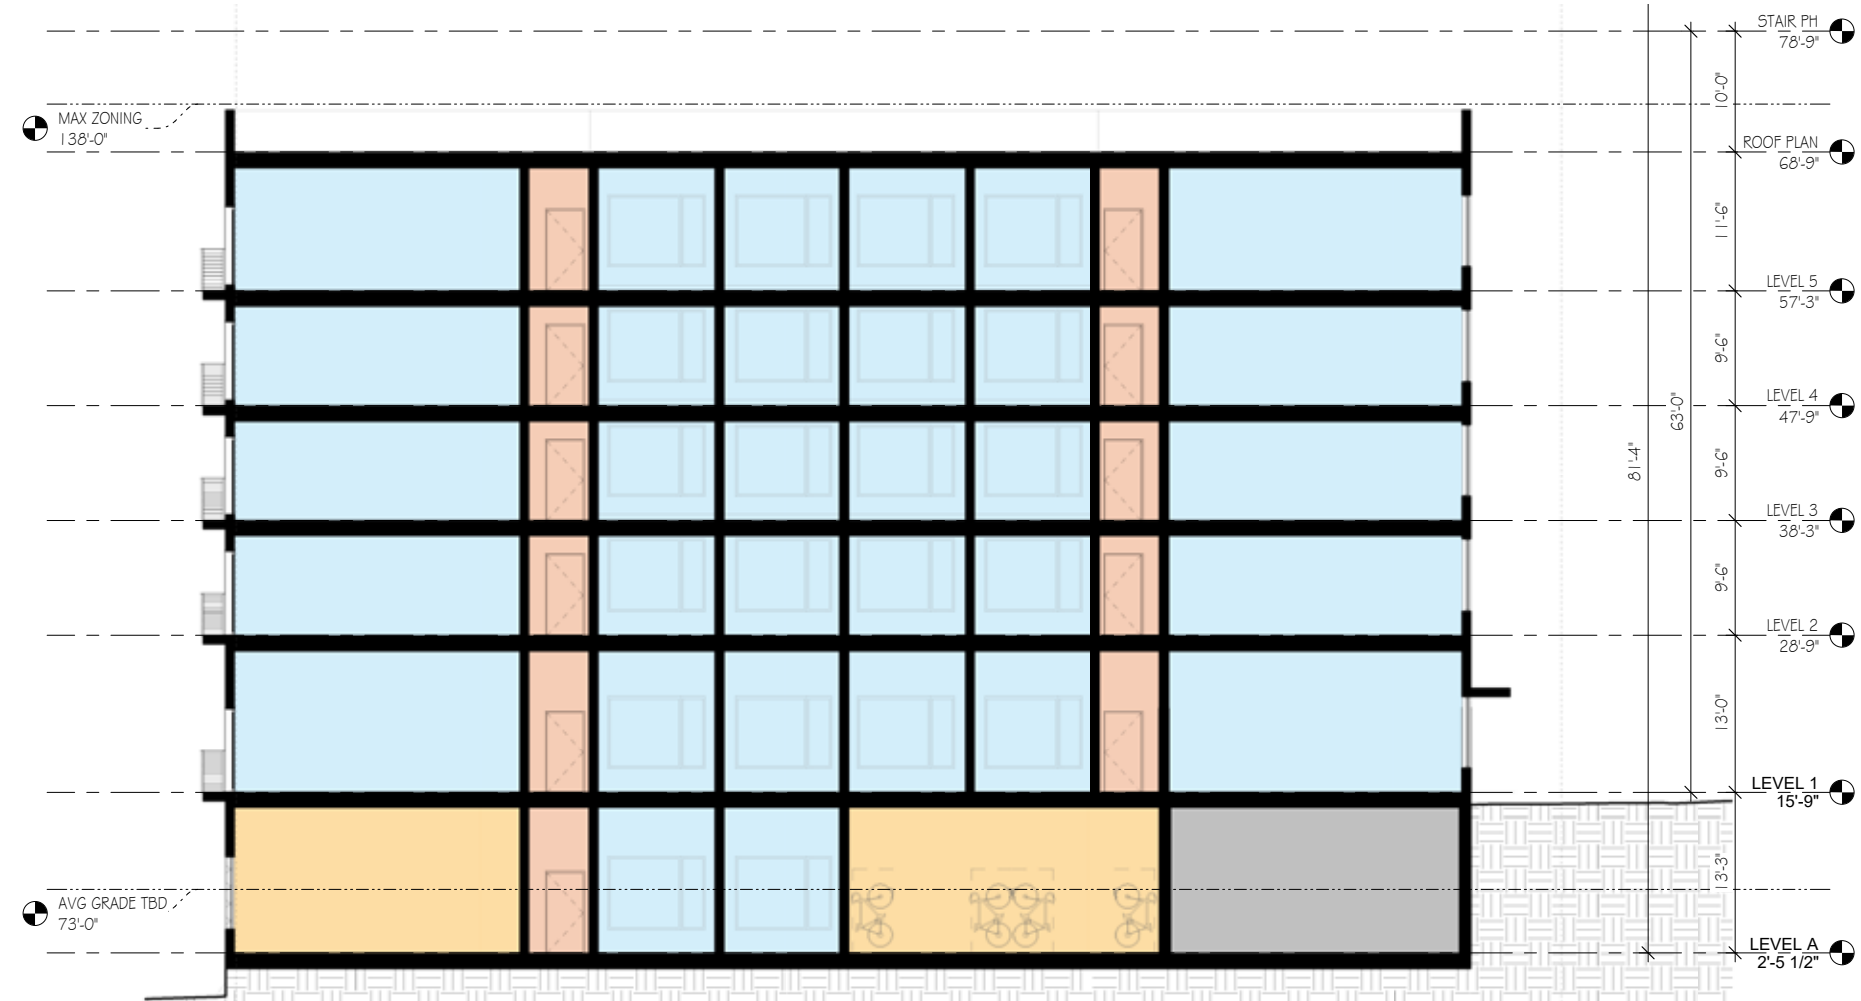 STAIR PH
78'-9"
10'-0"
MAX ZONING
138'-0"
ROOF PLAN
68'-9"
11'-6"
LEVEL 5
57'-3"
9'-6"
LEVEL 4
47'-9"
63'-0"
81'-4"
9'-6"
LEVEL 3
38'-3"
9'-6"
LEVEL 2
28'-9"
13'-0"
LEVEL 1
15'-9"
13'-3"
AVG GRADE TBD
73'-0"
LEVEL A
2'-5 1/2"